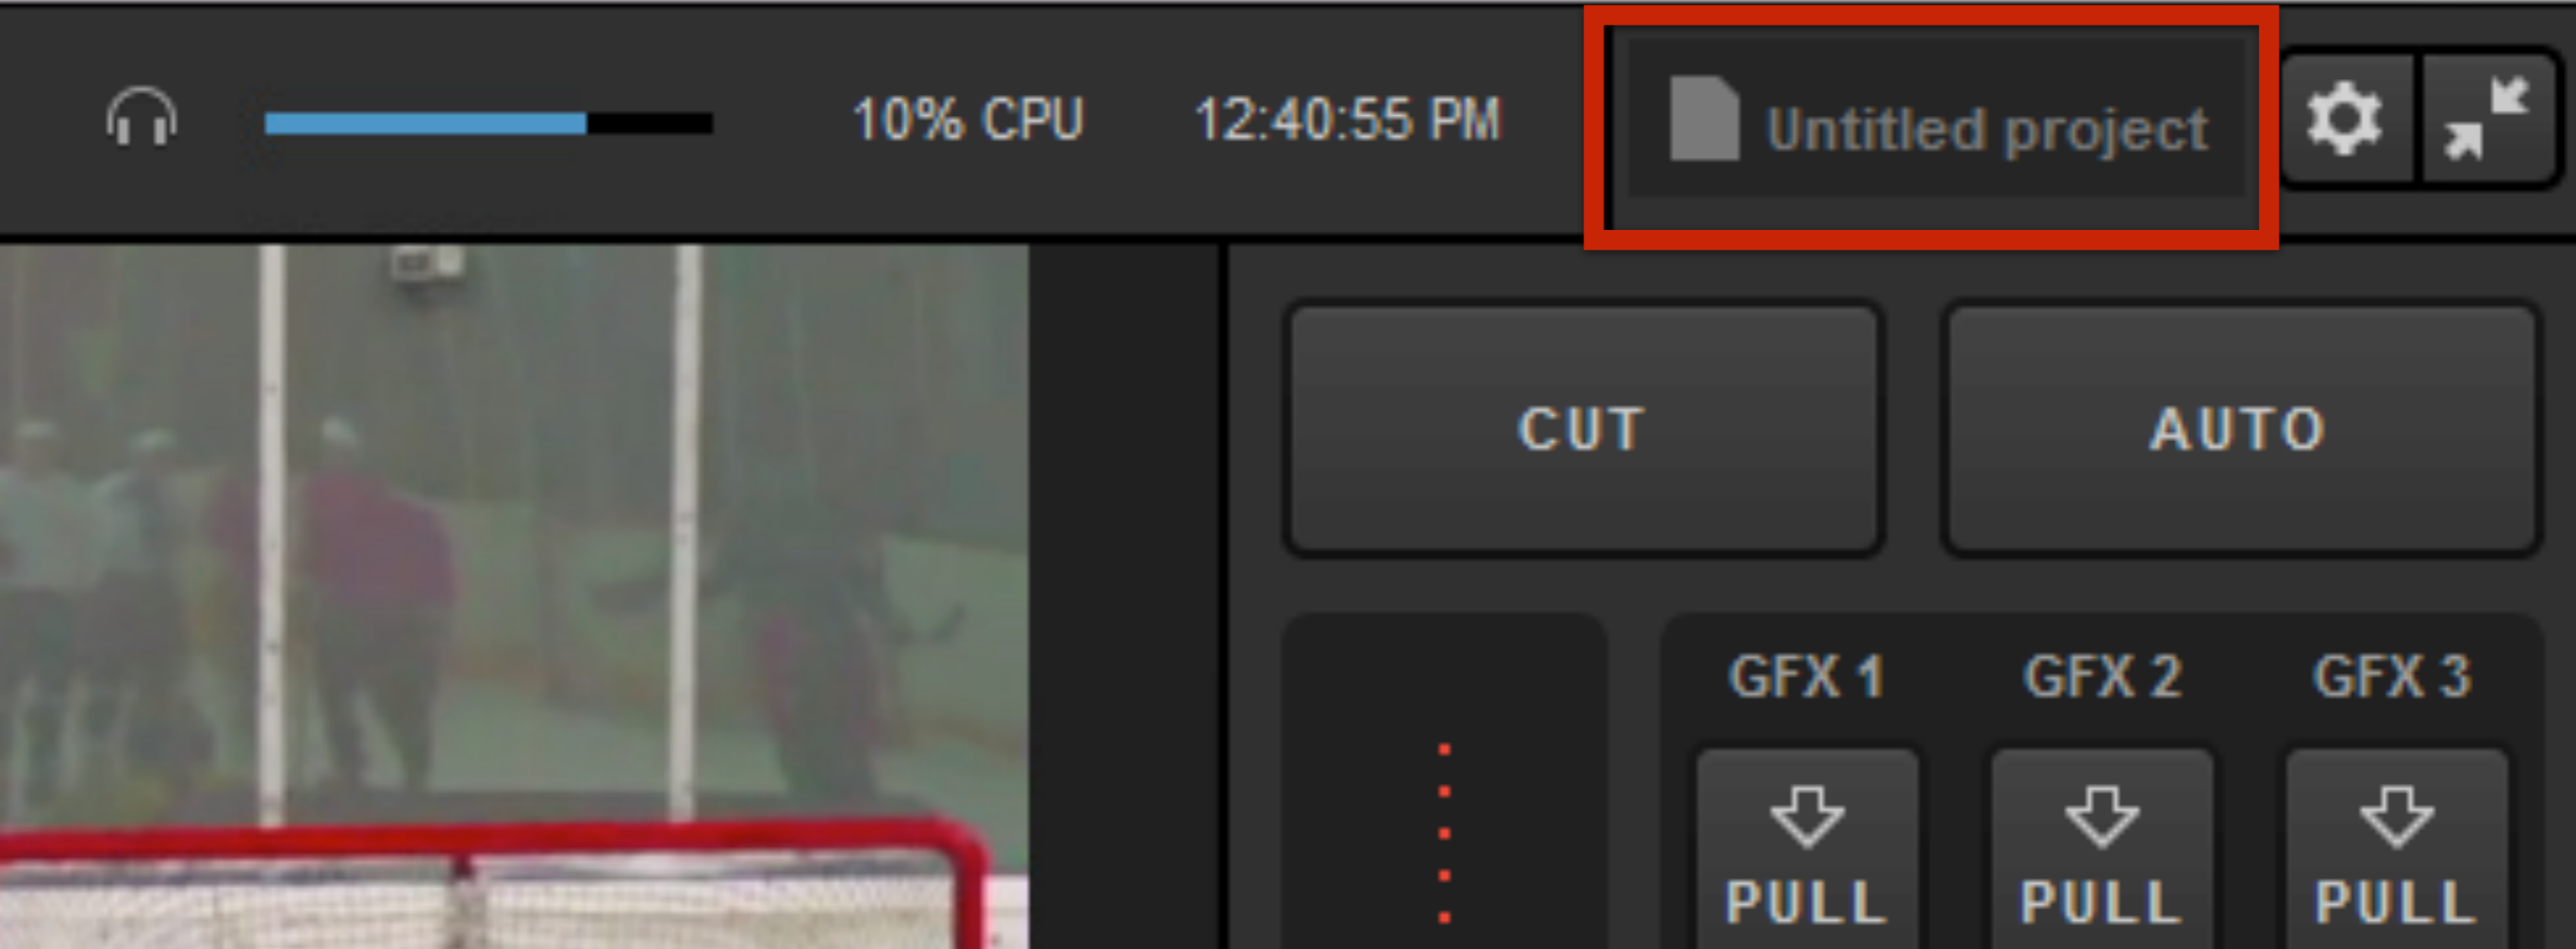 10% CPU
12:40:55 PM
Untitled project
CUT
AUTO
GFX 1
GFX 2
GFX 3
PULL
PULL
PULL